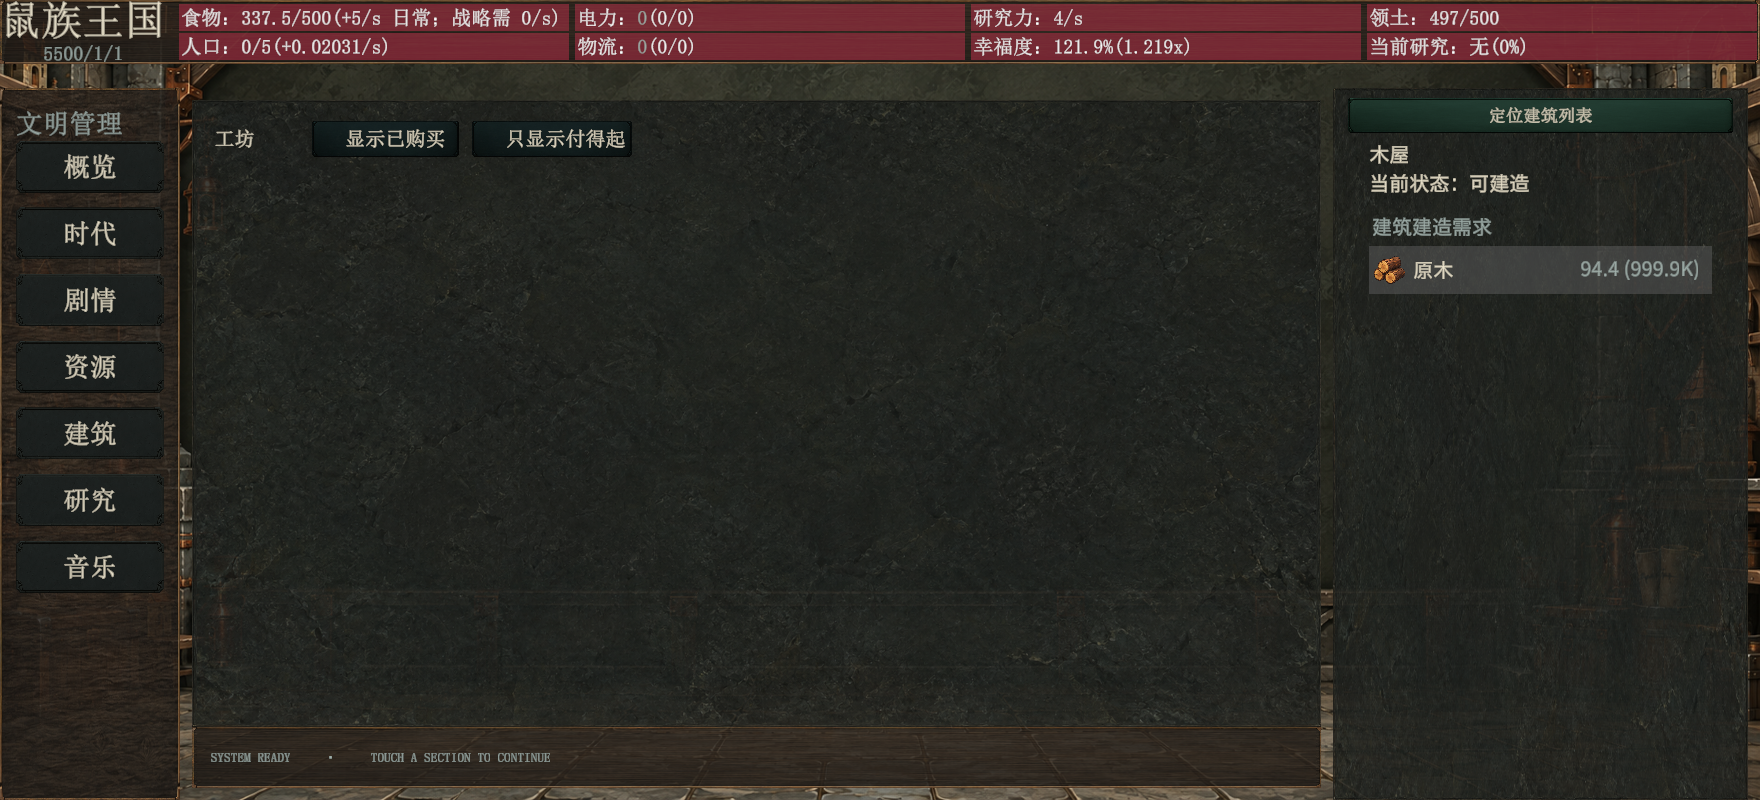 鼠族王国
5500/1/1
食物: 337.5/500(+5/s 日常; 战略需 0/s)
电力: 0(0/0)
研究力: 4/s
领土: 497/500
人口: 0/5(+0.02031/s)
物流: 0(0/0)
幸福度: 121.9%(1.219x)
当前研究: 无(0%)
文明管理
概览
时代
剧情
资源
建筑
研究
音乐
工坊
显示已购买
只显示付得起
定位建筑列表
木屋
当前状态: 可建造
建筑建造需求
原木 94.4 (999.9K)
SYSTEM READY • TOUCH A SECTION TO CONTINUE